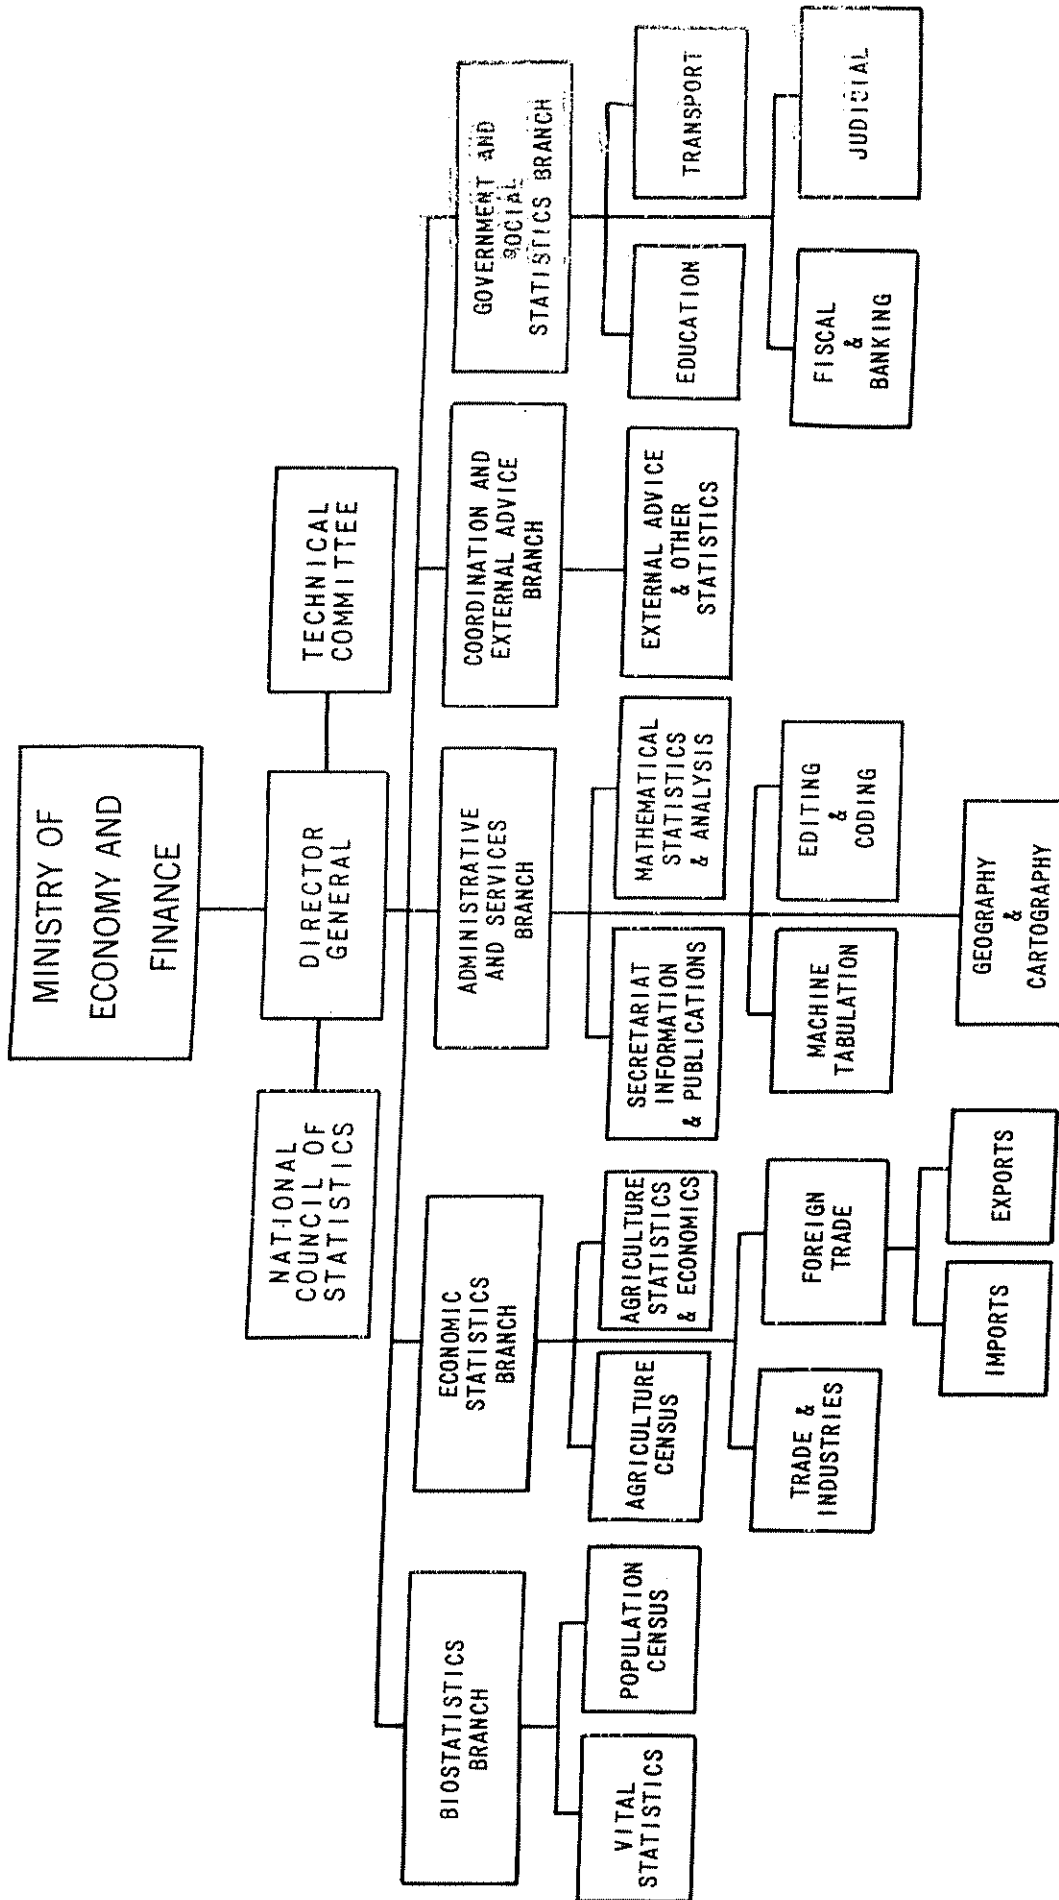 MINISTRY OF
ECONOMY AND
FINANCE
NATIONAL
COUNCIL OF
STATISTICS
DIRECTOR
GENERAL
TECHNICAL
COMMITTEE
BIOSTATISTICS
BRANCH
ECONOMIC
STATISTICS
BRANCH
ADMINISTRATIVE
AND SERVICES
BRANCH
COORDINATION AND
EXTERNAL ADVICE
BRANCH
GOVERNMENT AND
SOCIAL
STATISTICS BRANCH
VITAL
STATISTICS
POPULATION
CENSUS
AGRICULTURE
CENSUS
AGRICULTURE
STATISTICS
& ECONOMICS
SECRETARIAT
INFORMATION
& PUBLICATIONS
MATHEMATICAL
STATISTICS
& ANALYSIS
EXTERNAL ADVICE
& OTHER
STATISTICS
EDUCATION
TRANSPORT
TRADE &
INDUSTRIES
FOREIGN
TRADE
MACHINE
TABULATION
EDITING
&
CODING
FISCAL
&
BANKING
JUDICIAL
IMPORTS
EXPORTS
GEOGRAPHY
&
CARTOGRAPHY